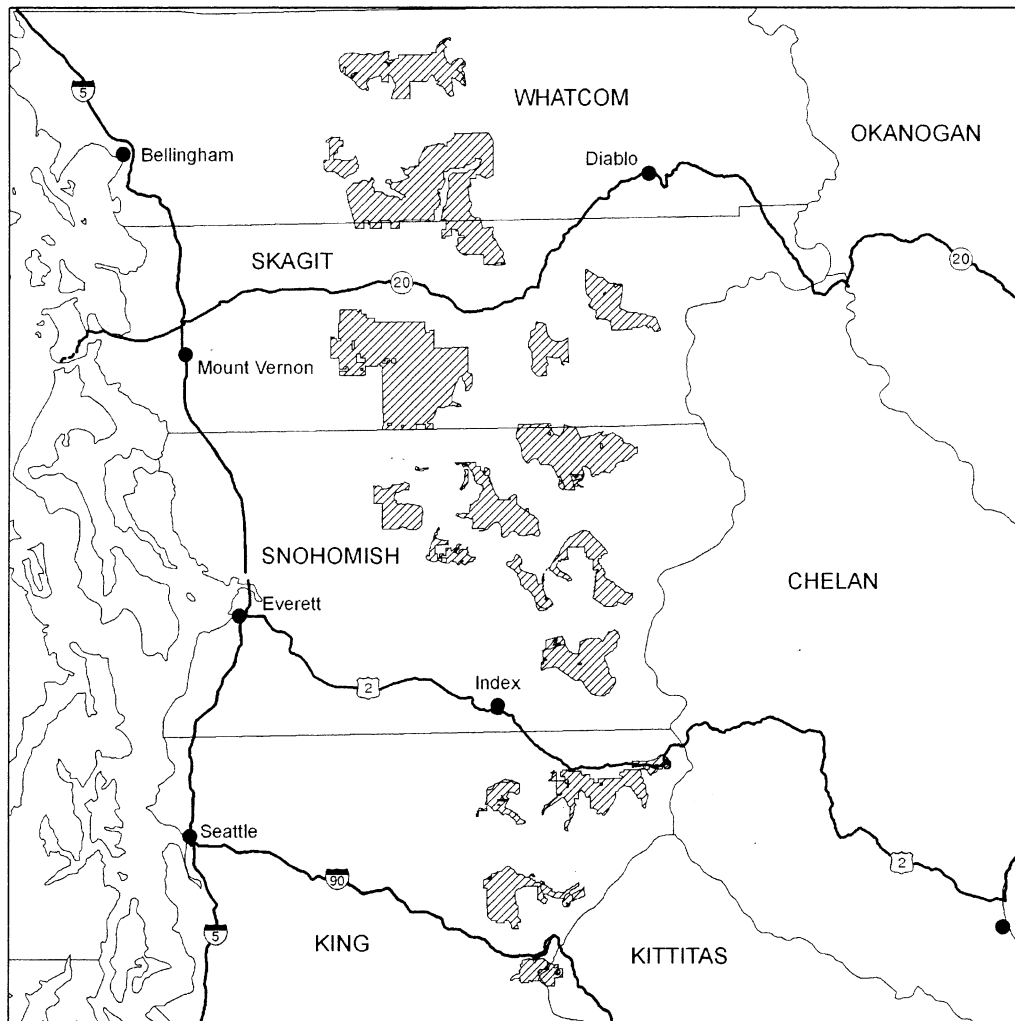 5
WHATCOM
OKANOGAN
Bellingham
Diablo
SKAGIT
20
20
Mount Vernon
SNOHOMISH
CHELAN
Everett
2
Index
Seattle
2
90
5
KING
KITTITAS